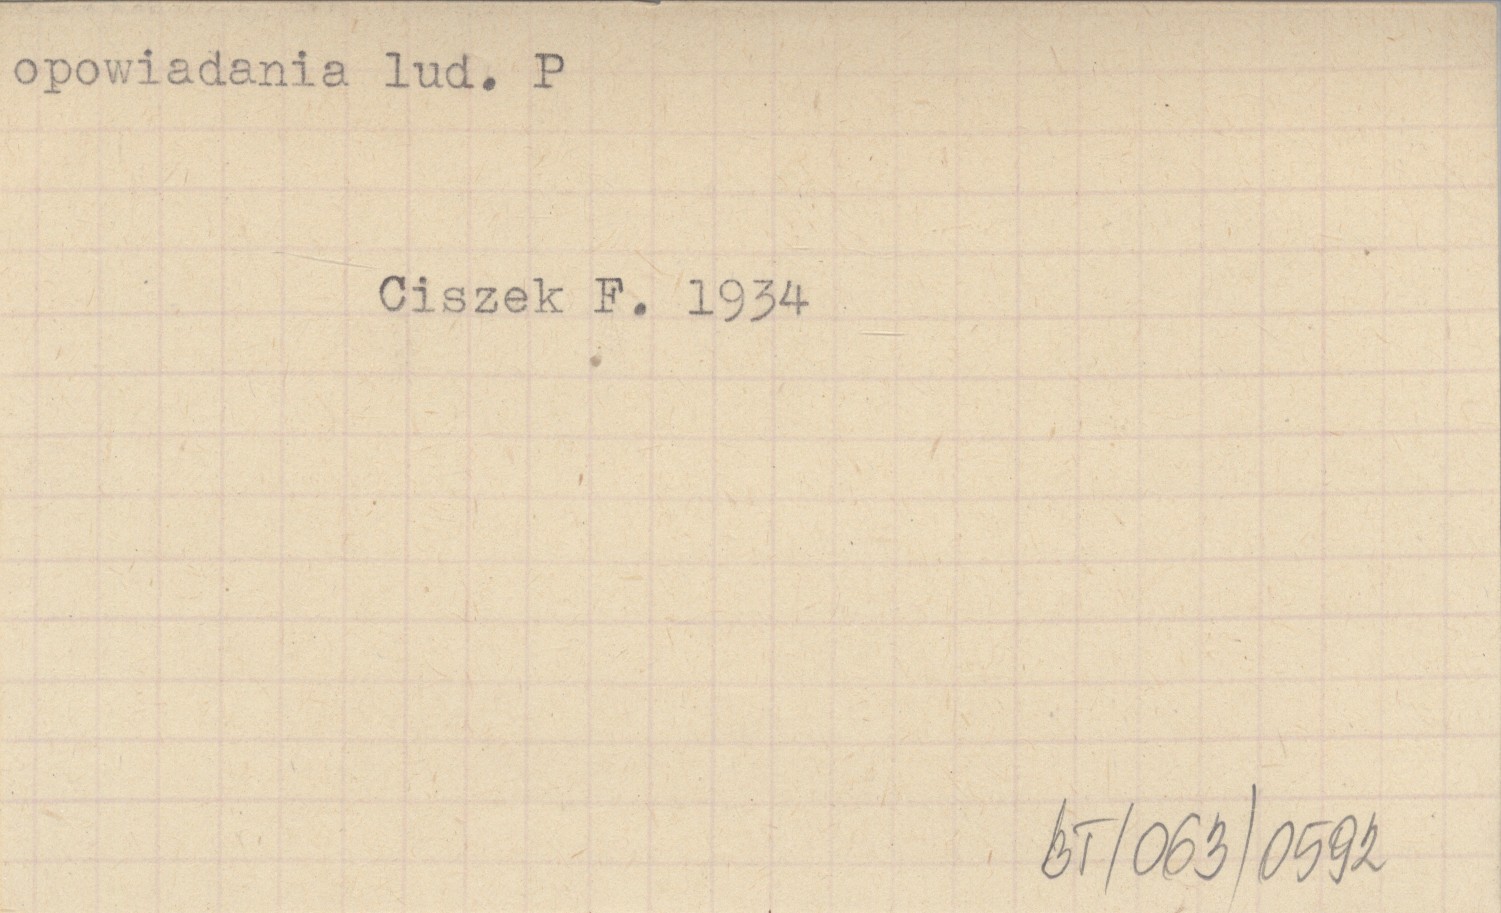 opowiadania lud. P
Ciszek F. 1934
BT/063/0592